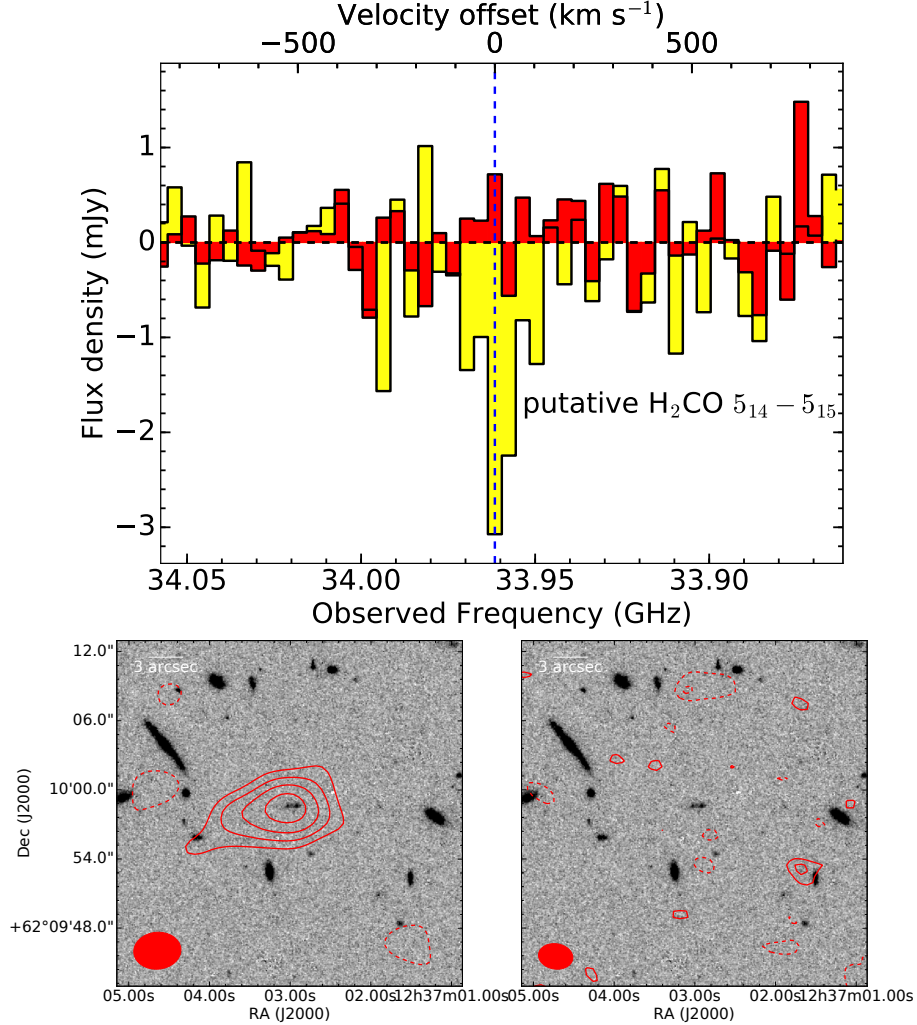 Velocity offset (km s⁻¹)
−500 0 500
1
0
−1
−2
−3
Flux density (mJy)
putative H₂CO 5₁₄ − 5₁₅
34.05 34.00 33.95 33.90
Observed Frequency (GHz)
12.0"
06.0"
10'00.0"
54.0"
+62°09'48.0"
Dec (J2000)
3 arcsec
05.00s 04.00s 03.00s 02.00s 12h37m01.00s
RA (J2000)
3 arcsec
05.00s 04.00s 03.00s 02.00s 12h37m01.00s
RA (J2000)